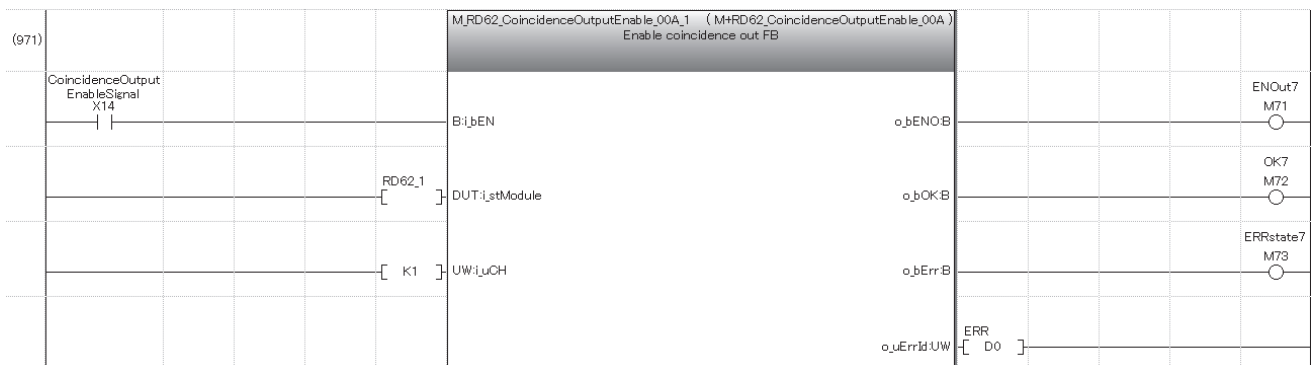 M_RD62_CoincidenceOutputEnable_00A_1 (M+RD62_CoincidenceOutputEnable_00A)
Enable coincidence out FB
(971)
CoincidenceOutput
EnableSignal
X14
B:i_bEN
o_bENO:B
ENOut7
M71
RD62_1
DUT:i_stModule
o_bOK:B
OK7
M72
K1
UW:i_uCH
o_bErr:B
ERRstate7
M73
o_uErrId:UW
ERR
D0